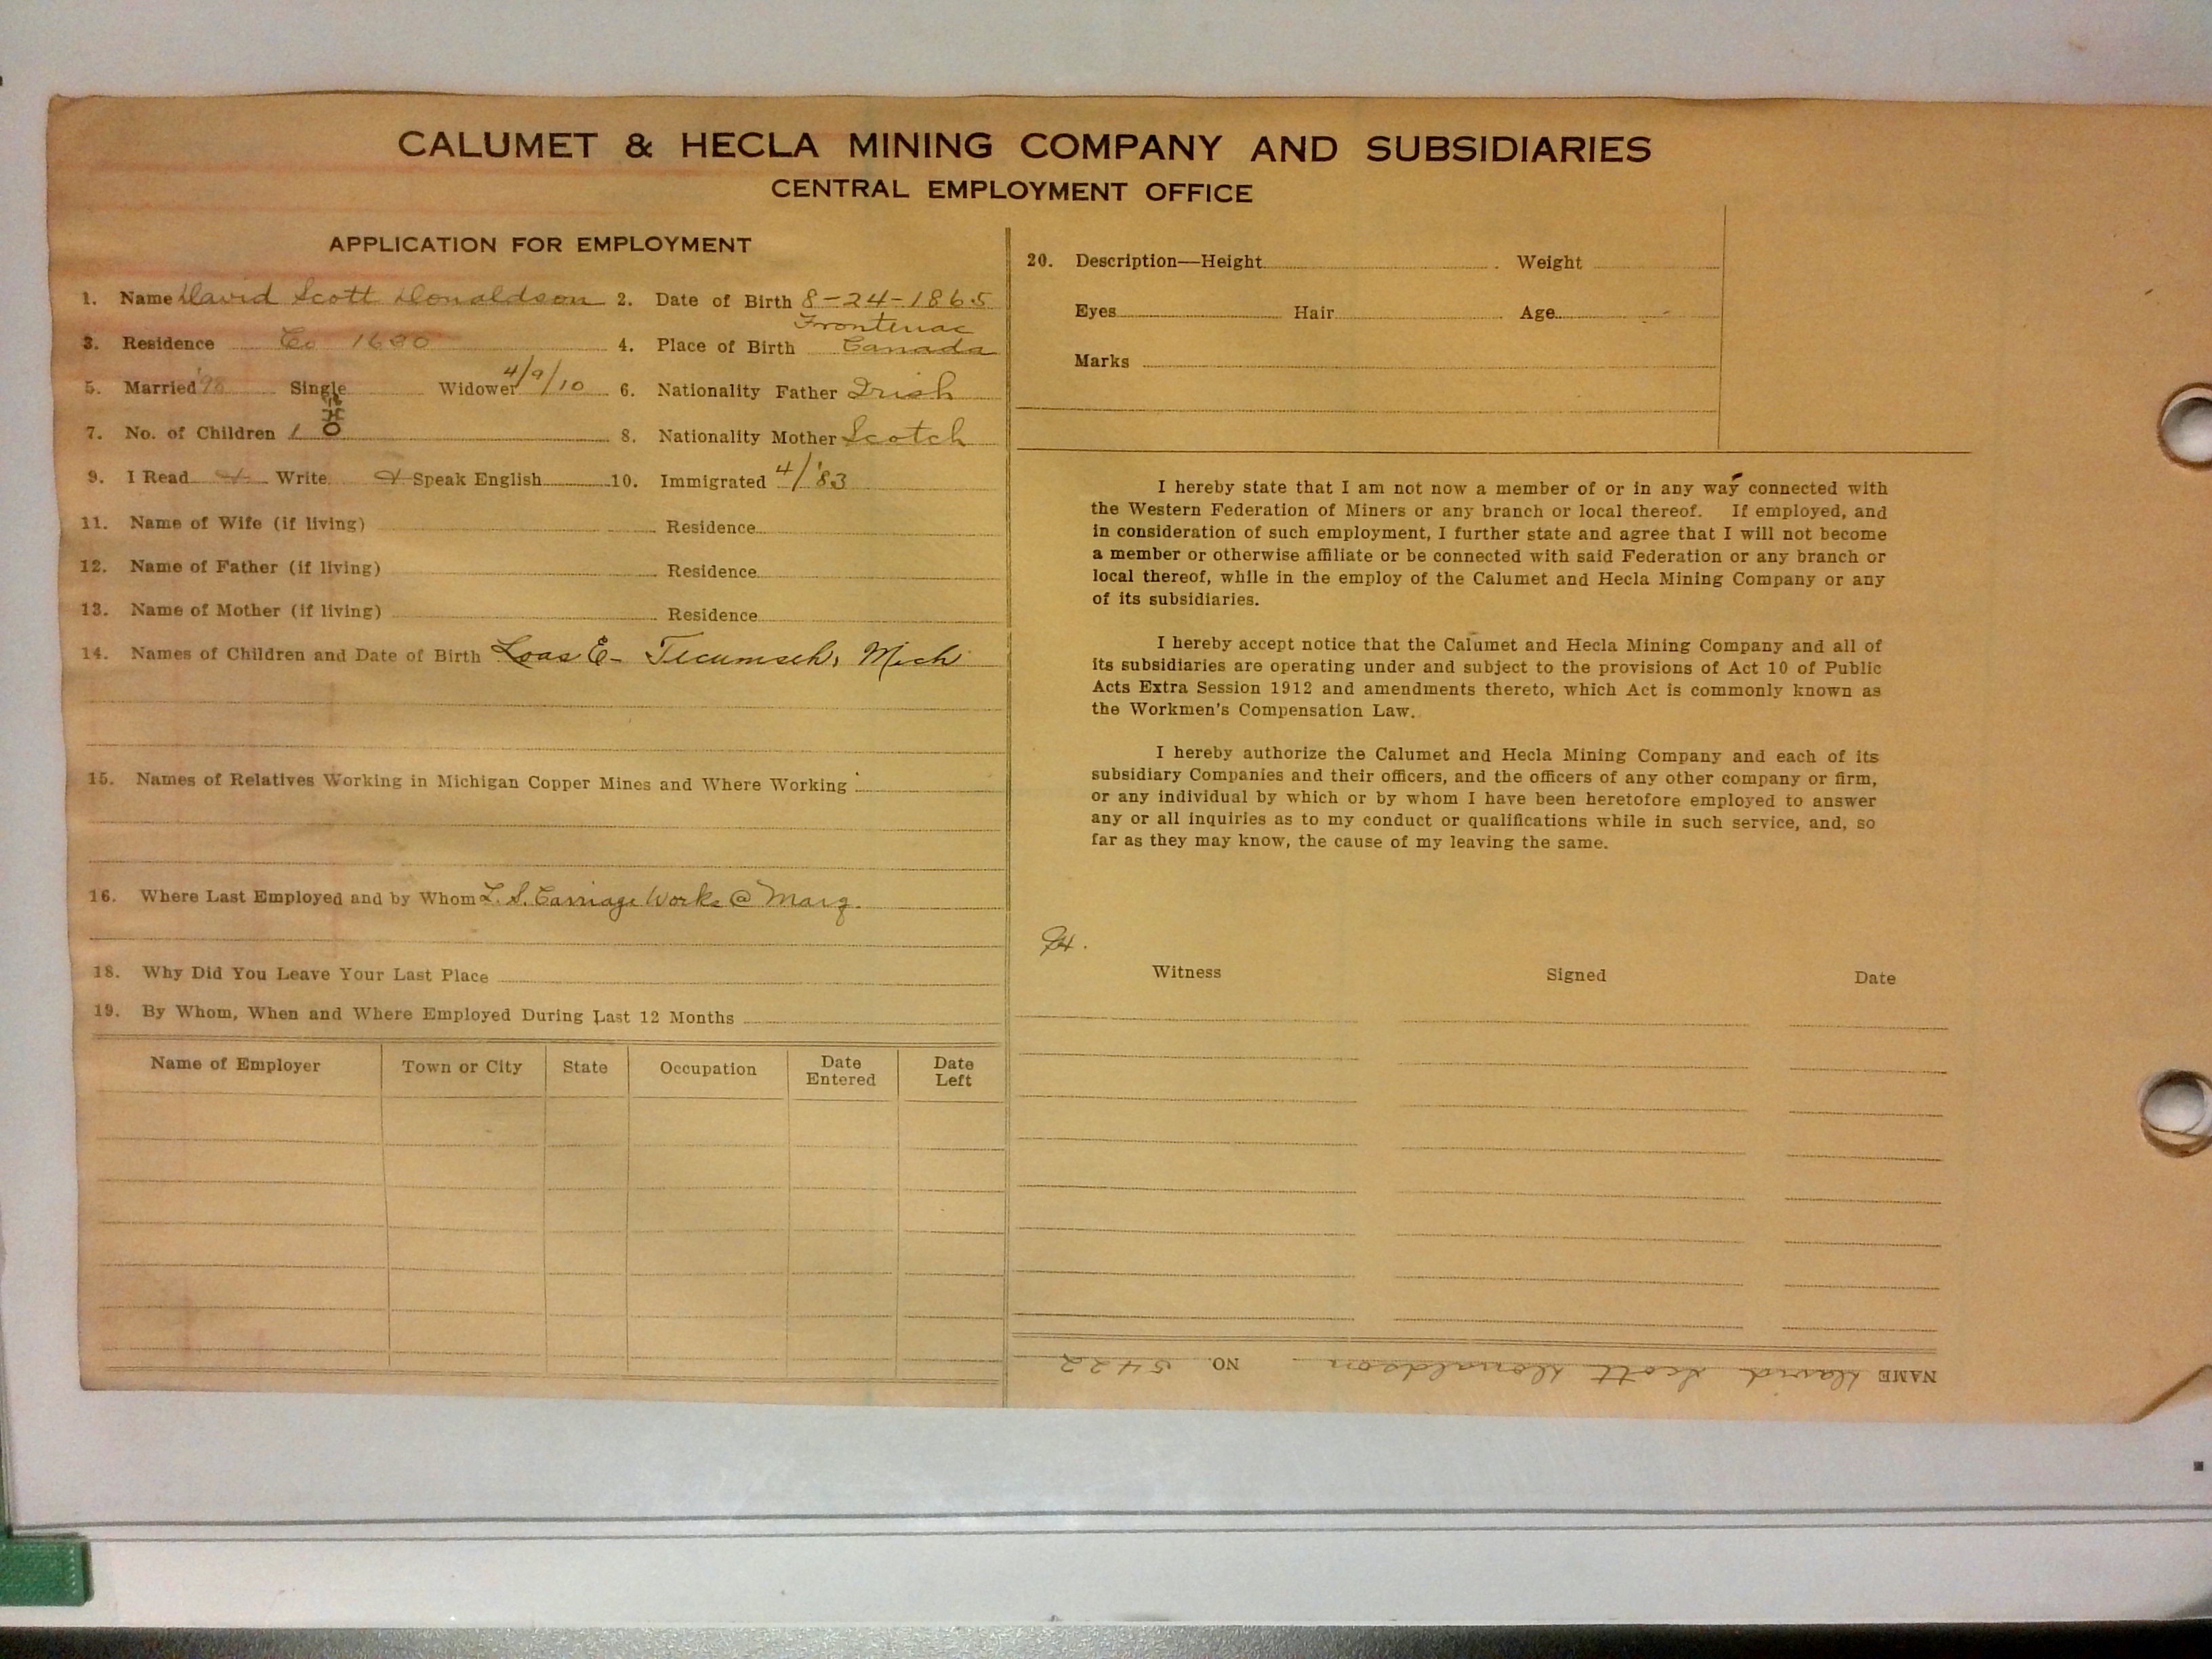 CALUMET & HECLA MINING COMPANY AND SUBSIDIARIES
CENTRAL EMPLOYMENT OFFICE
APPLICATION FOR EMPLOYMENT
1. Name David Scott Donaldson 2. Date of Birth 8-24-1865
Frontenac
3. Residence Co 1630 4. Place of Birth Canada
5. Married '98 Single Widower 4/9/10 6. Nationality Father Irish
7. No. of Children 1 8. Nationality Mother Scotch
9. I Read Write Speak English 10. Immigrated 4/'83
11. Name of Wife (if living) Residence
12. Name of Father (if living) Residence
13. Name of Mother (if living) Residence
14. Names of Children and Date of Birth E- Tecumseh, Mich
15. Names of Relatives Working in Michigan Copper Mines and Where Working
16. Where Last Employed and by Whom L. S. Carriage Works @ Marq.
18. Why Did You Leave Your Last Place
19. By Whom, When and Where Employed During Last 12 Months
Name of Employer Town or City State Occupation Date Entered Date Left
20. Description—Height Weight
Eyes Hair Age
Marks
I hereby state that I am not now a member of or in any way connected with
the Western Federation of Miners or any branch or local thereof. If employed, and
in consideration of such employment, I further state and agree that I will not become
a member or otherwise affiliate or be connected with said Federation or any branch or
local thereof, while in the employ of the Calumet and Hecla Mining Company or any
of its subsidiaries.
I hereby accept notice that the Calumet and Hecla Mining Company and all of
its subsidiaries are operating under and subject to the provisions of Act 10 of Public
Acts Extra Session 1912 and amendments thereto, which Act is commonly known as
the Workmen's Compensation Law.
I hereby authorize the Calumet and Hecla Mining Company and each of its
subsidiary Companies and their officers, and the officers of any other company or firm,
or any individual by which or by whom I have been heretofore employed to answer
any or all inquiries as to my conduct or qualifications while in such service, and, so
far as they may know, the cause of my leaving the same.
Witness Signed Date
NAME David Scott Donaldson NO. 5422